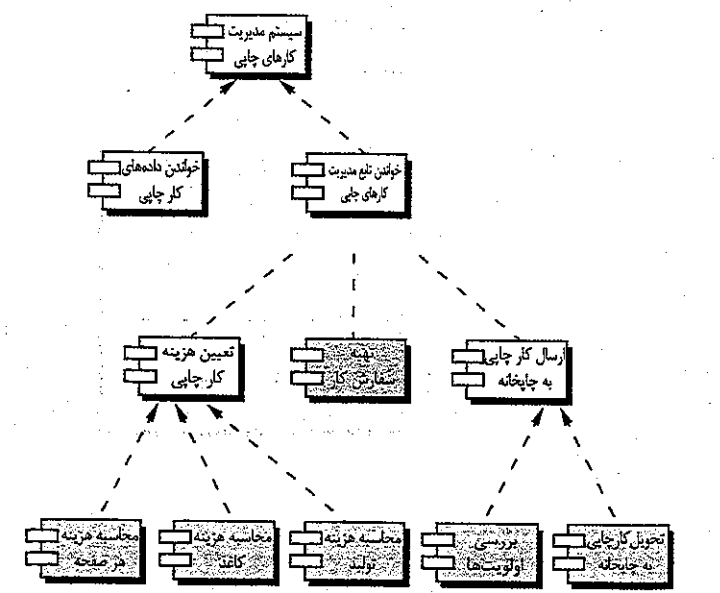 سیستم مدیریت
کارهای چاپی
خواندن داده‌های
کار چاپی
خواندن تابع مدیریت
کارهای چاپی
تعیین هزینه
کار چاپی
تهیه
سفارش کار
ارسال کار چاپی
به چاپخانه
محاسبه هزینه
هر صفحه
محاسبه هزینه
کاغذ
محاسبه هزینه
تولید
بررسی
اولویت‌ها
تحویل کار چاپی
به چاپخانه